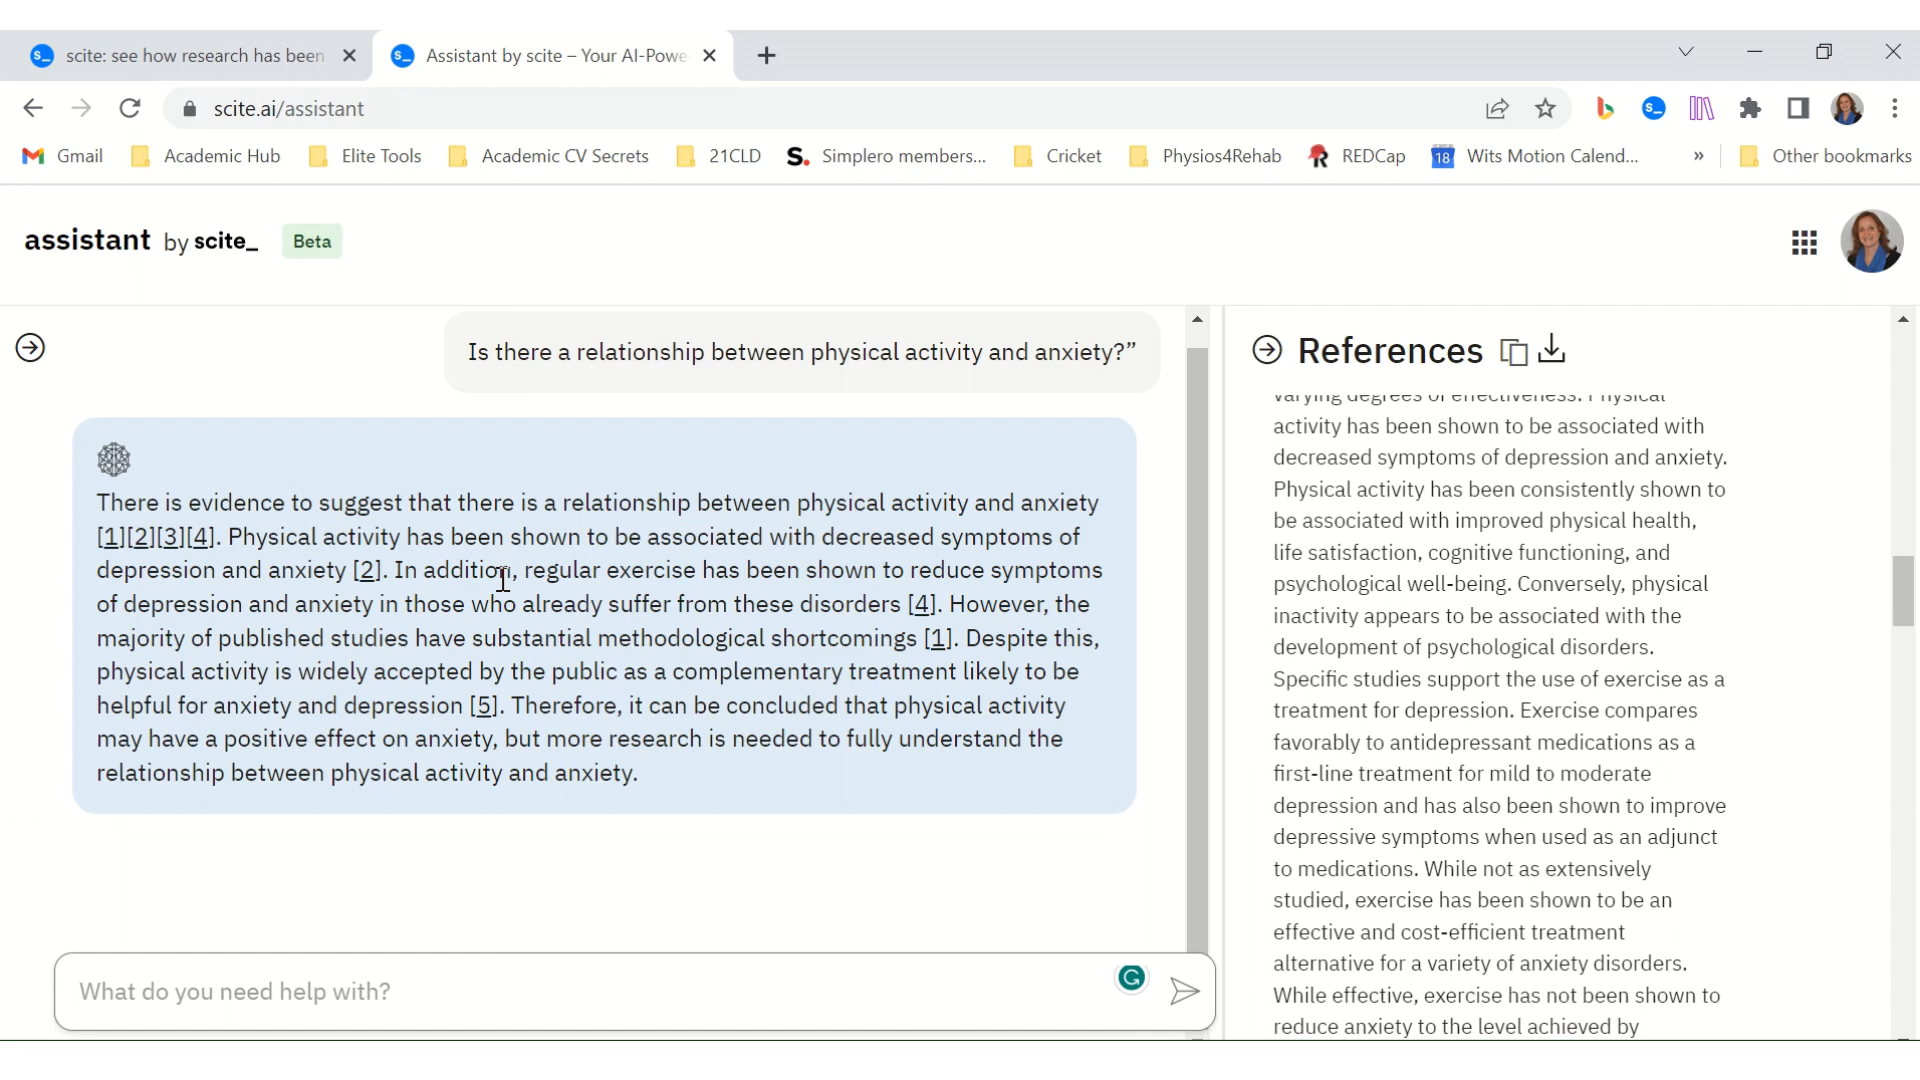 scite: see how research has been
Assistant by scite – Your AI-Powe
scite.ai/assistant
Gmail
Academic Hub
Elite Tools
Academic CV Secrets
21CLD
S. Simplero members...
Cricket
Physios4Rehab
REDCap
18 Wits Motion Calend...
»
Other bookmarks
assistant by scite_ Beta
Is there a relationship between physical activity and anxiety?”
There is evidence to suggest that there is a relationship between physical activity and anxiety
[1][2][3][4]. Physical activity has been shown to be associated with decreased symptoms of
depression and anxiety [2]. In addition, regular exercise has been shown to reduce symptoms
of depression and anxiety in those who already suffer from these disorders [4]. However, the
majority of published studies have substantial methodological shortcomings [1]. Despite this,
physical activity is widely accepted by the public as a complementary treatment likely to be
helpful for anxiety and depression [5]. Therefore, it can be concluded that physical activity
may have a positive effect on anxiety, but more research is needed to fully understand the
relationship between physical activity and anxiety.
What do you need help with?
References
varying degrees of effectiveness. Physical
activity has been shown to be associated with
decreased symptoms of depression and anxiety.
Physical activity has been consistently shown to
be associated with improved physical health,
life satisfaction, cognitive functioning, and
psychological well-being. Conversely, physical
inactivity appears to be associated with the
development of psychological disorders.
Specific studies support the use of exercise as a
treatment for depression. Exercise compares
favorably to antidepressant medications as a
first-line treatment for mild to moderate
depression and has also been shown to improve
depressive symptoms when used as an adjunct
to medications. While not as extensively
studied, exercise has been shown to be an
effective and cost-efficient treatment
alternative for a variety of anxiety disorders.
While effective, exercise has not been shown to
reduce anxiety to the level achieved by